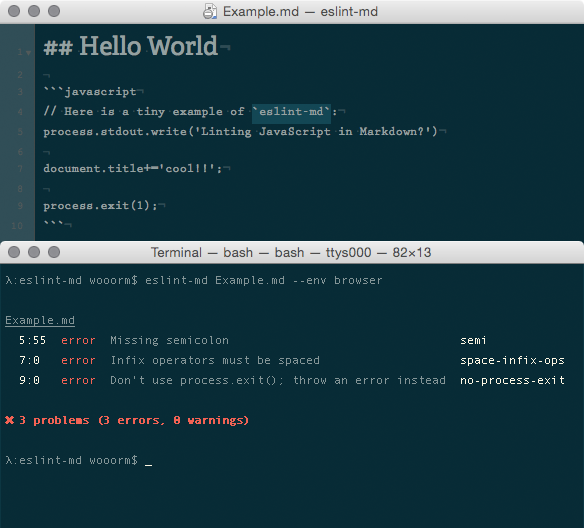 Example.md — eslint-md
1 ## Hello World¬
2 ¬
3 ```javascript
4 // Here is a tiny example of `eslint-md`:
5 process.stdout.write('Linting JavaScript in Markdown?')¬
6 ¬
7 document.title+='cool!!';¬
8 ¬
9 process.exit(1);¬
10 ```¬
Terminal — bash — bash — ttys000 — 82×13
λ:eslint-md wooorm$ eslint-md Example.md --env browser
Example.md
5:55 error Missing semicolon semi
7:0 error Infix operators must be spaced space-infix-ops
9:0 error Don't use process.exit(); throw an error instead no-process-exit
✖ 3 problems (3 errors, 0 warnings)
λ:eslint-md wooorm$ _